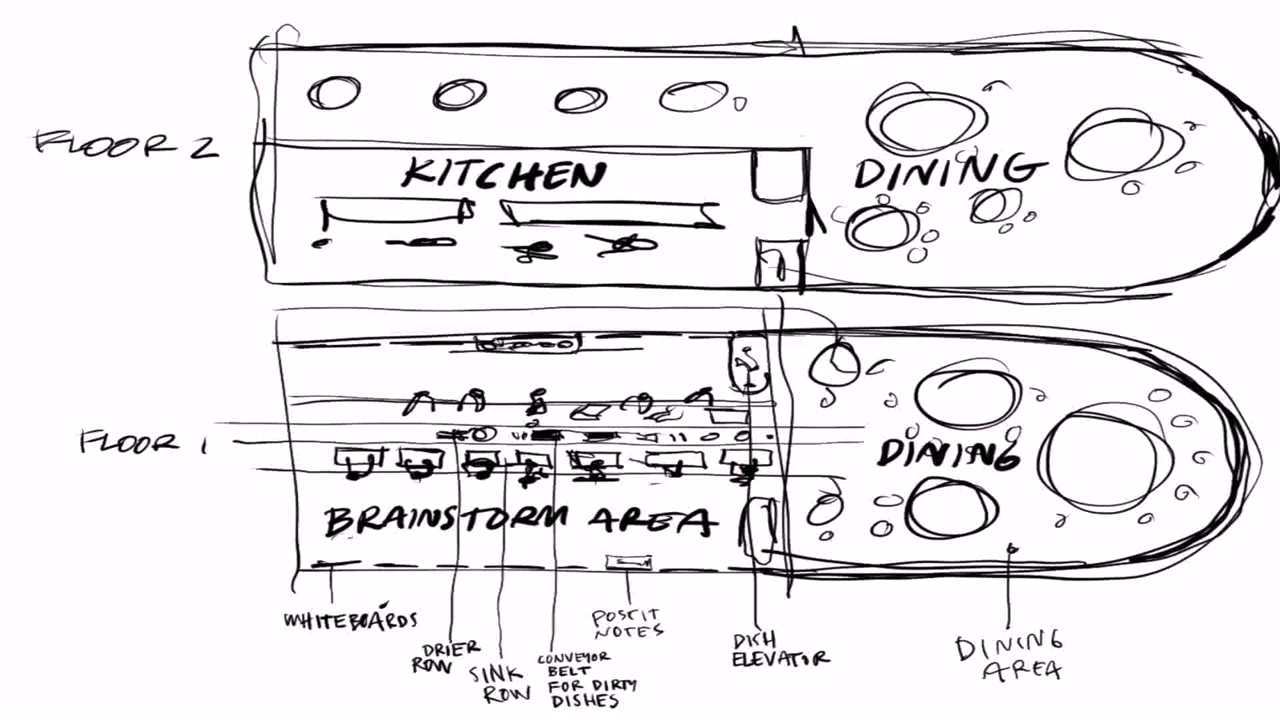 FLOOR 2
KITCHEN
DINING
FLOOR 1
DINING
BRAINSTORM AREA
WHITEBOARDS
DRIER
ROW
SINK
ROW
CONVEYOR
BELT
FOR DIRTY
DISHES
POSTIT
NOTES
DISH
ELEVATOR
DINING
AREA